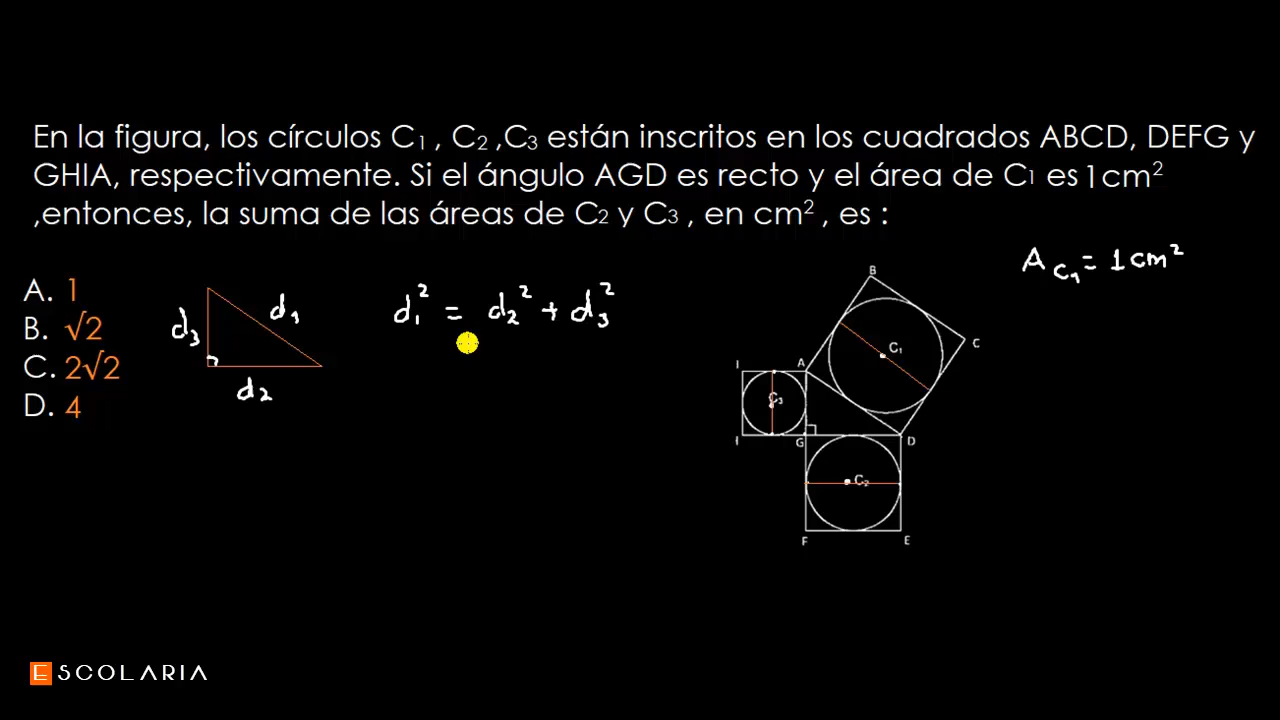 En la figura, los círculos C₁ , C₂ ,C₃ están inscritos en los cuadrados ABCD, DEFG y
GHIA, respectivamente. Si el ángulo AGD es recto y el área de C₁ es 1cm²
,entonces, la suma de las áreas de C₂ y C₃ , en cm² , es :
A. 1
B. √2
C. 2√2
D. 4
d₃
d₁
d₂
d₁² = d₂² + d₃²
A C₁ = 1cm²
B
C₁
C
I
A
C₃
G
D
C₂
F
E
ESCOLARIA